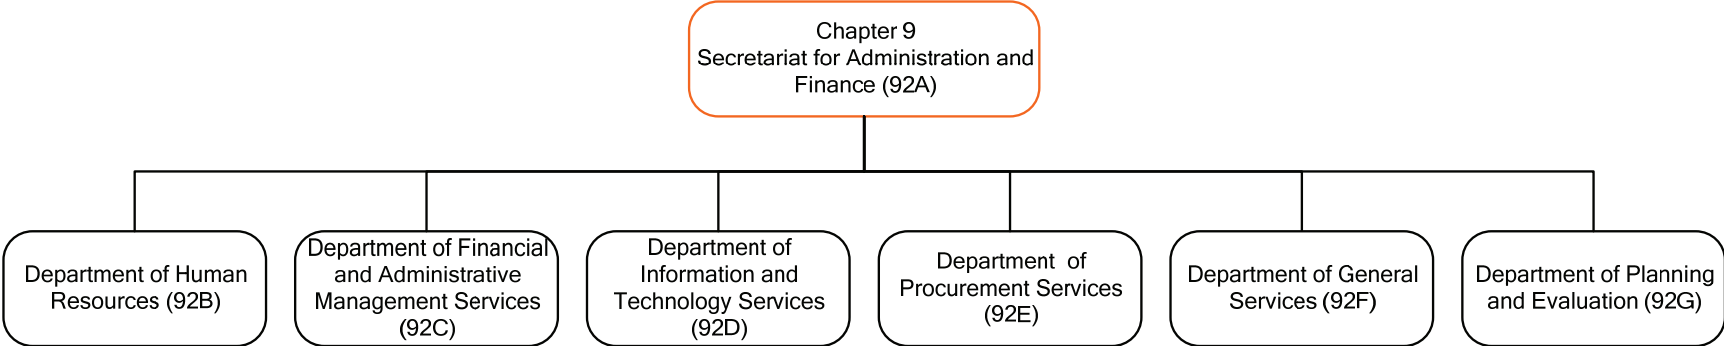 Chapter 9
Secretariat for Administration and
Finance (92A)
Department of Human
Resources (92B)
Department of Financial
and Administrative
Management Services
(92C)
Department of
Information and
Technology Services
(92D)
Department of
Procurement Services
(92E)
Department of General
Services (92F)
Department of Planning
and Evaluation (92G)